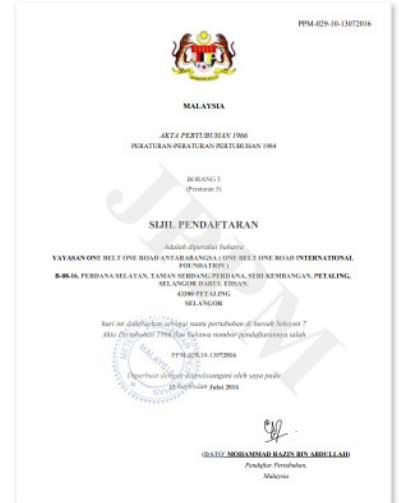 PPM-029-10-13072016
MALAYSIA
AKTA PERTUBUHAN 1966
PERATURAN-PERATURAN PERTUBUHAN 1984
BORANG 3
(Peraturan 5)
SIJIL PENDAFTARAN
Adalah diperakui bahawa
YAYASAN ONE BELT ONE ROAD ANTARABANGSA ( ONE BELT ONE ROAD INTERNATIONAL
FOUNDATION )
B-08-16, PERDANA SELATAN, TAMAN SERDANG PERDANA, SERI KEMBANGAN, PETALING,
SELANGOR DARUL EHSAN.
43300 PETALING
SELANGOR
hari ini didaftarkan sebagai suatu pertubuhan di bawah Seksyen 7
Akta Pertubuhan 1966 dan bahawa nombor pendaftarannya ialah
PPM-029-10-13072016
Diperbuat dengan ditandatangani oleh saya pada
13 haribulan Julai 2016
(DATO' MOHAMMAD RAZIN BIN ABDULLAH)
Pendaftar Pertubuhan,
Malaysia
JPPM
MALAYSIA